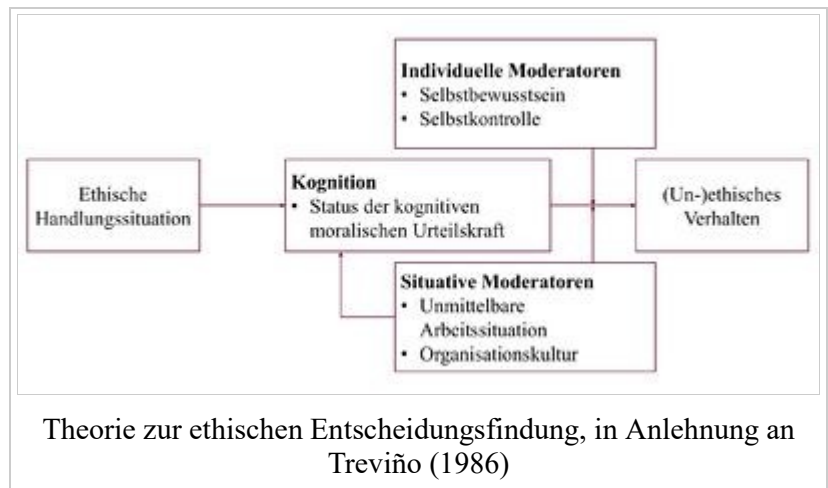 Individuelle Moderatoren
• Selbstbewusstsein
• Selbstkontrolle
Ethische
Handlungssituation
Kognition
• Status der kognitiven
moralischen Urteilskraft
(Un-)ethisches
Verhalten
Situative Moderatoren
• Unmittelbare
Arbeitssituation
• Organisationskultur
Theorie zur ethischen Entscheidungsfindung, in Anlehnung an
Treviño (1986)